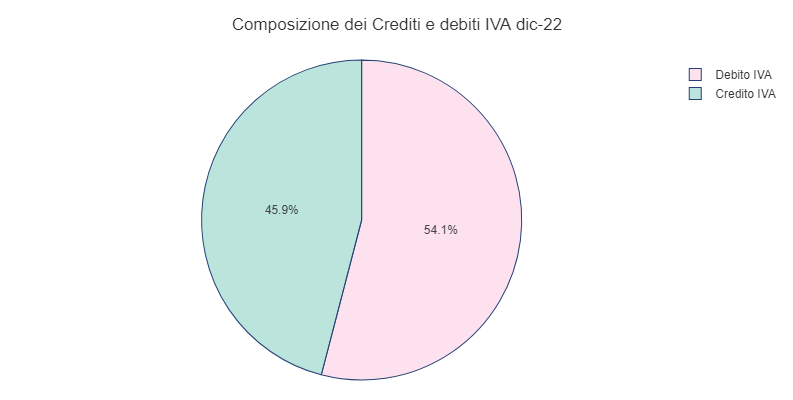 Composizione dei Crediti e debiti IVA dic-22
Debito IVA
Credito IVA
45.9%
54.1%